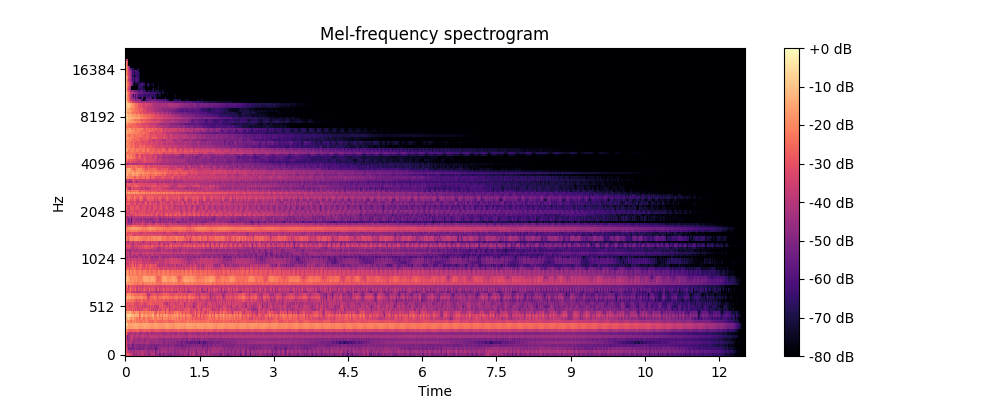 Mel-frequency spectrogram
Hz
16384
8192
4096
2048
1024
512
0
0 1.5 3 4.5 6 7.5 9 10 12
Time
+0 dB
-10 dB
-20 dB
-30 dB
-40 dB
-50 dB
-60 dB
-70 dB
-80 dB